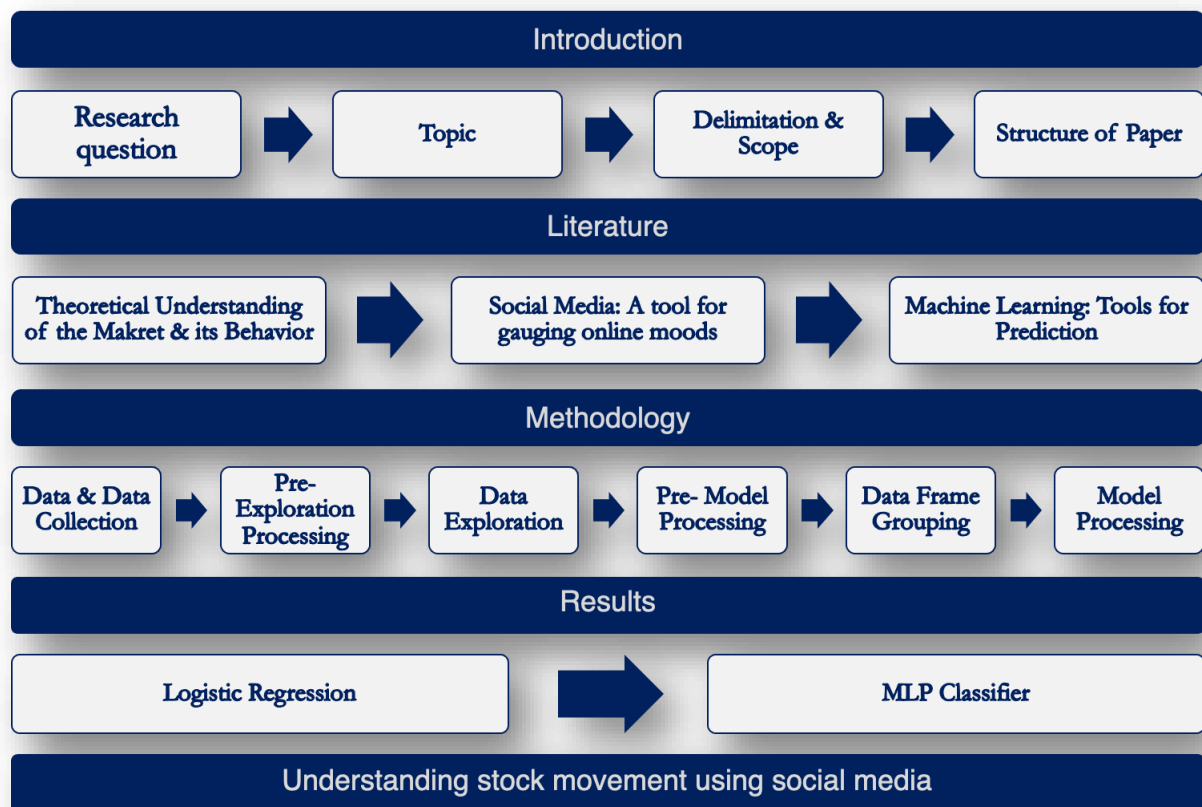 Introduction
Research
question
Topic
Delimitation &
Scope
Structure of Paper
Literature
Theoretical Understanding
of the Makret & its Behavior
Social Media: A tool for
gauging online moods
Machine Learning: Tools for
Prediction
Methodology
Data & Data
Collection
Pre-
Exploration
Processing
Data
Exploration
Pre- Model
Processing
Data Frame
Grouping
Model
Processing
Results
Logistic Regression
MLP Classifier
Understanding stock movement using social media